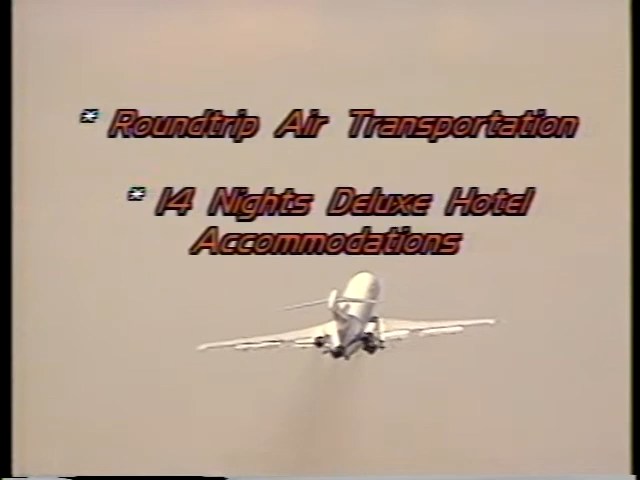 * Roundtrip Air Transportation
* 14 Nights Deluxe Hotel
Accommodations